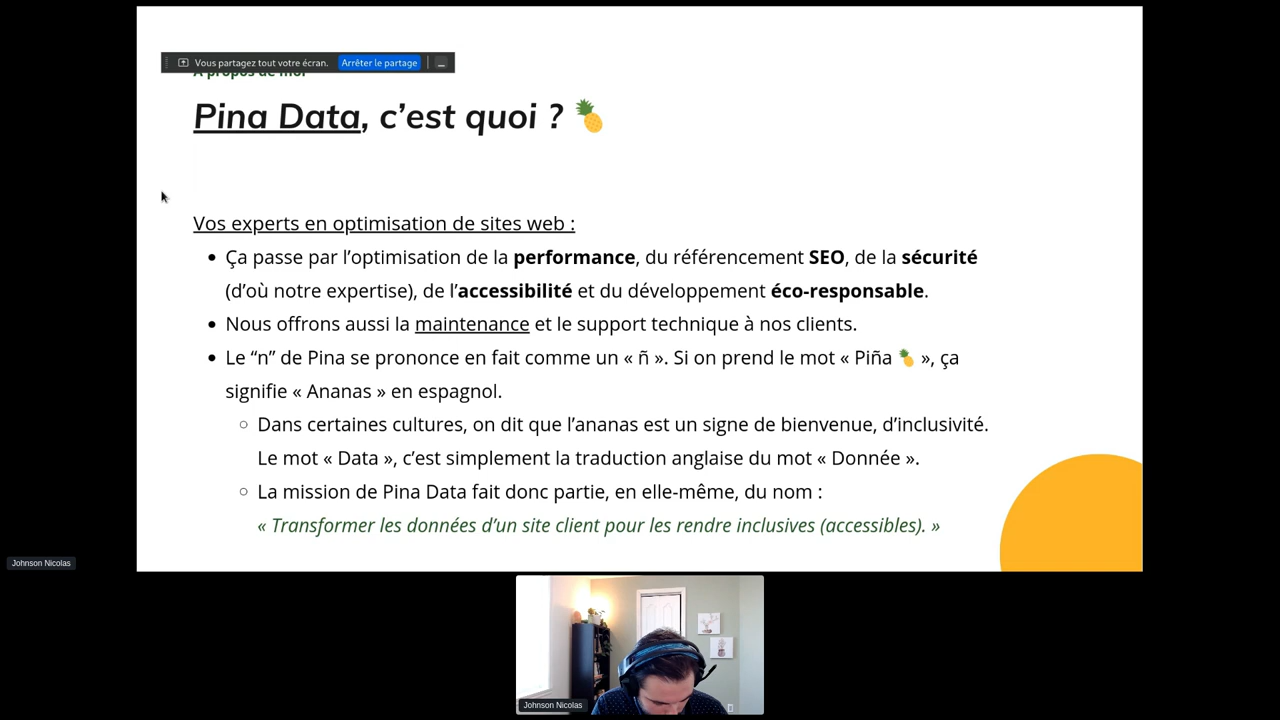 Vous partagez tout votre écran. Arrêter le partage
À propos de moi
Pina Data, c’est quoi ? 🍍
Vos experts en optimisation de sites web :
Ça passe par l’optimisation de la performance, du référencement SEO, de la sécurité
(d’où notre expertise), de l’accessibilité et du développement éco-responsable.
Nous offrons aussi la maintenance et le support technique à nos clients.
Le “n” de Pina se prononce en fait comme un « ñ ». Si on prend le mot « Piña 🍍 », ça
signifie « Ananas » en espagnol.
Dans certaines cultures, on dit que l’ananas est un signe de bienvenue, d’inclusivité.
Le mot « Data », c’est simplement la traduction anglaise du mot « Donnée ».
La mission de Pina Data fait donc partie, en elle-même, du nom :
« Transformer les données d’un site client pour les rendre inclusives (accessibles). »
Johnson Nicolas
Johnson Nicolas